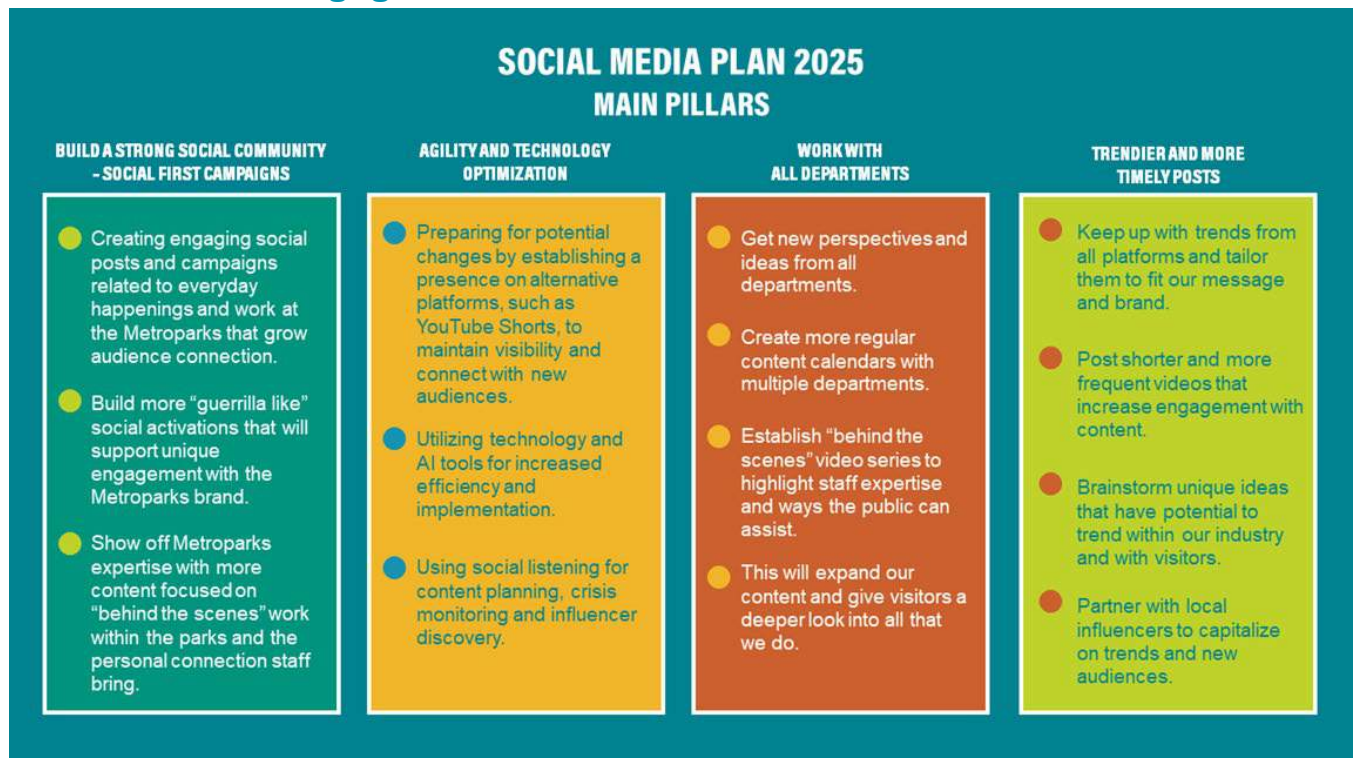 SOCIAL MEDIA PLAN 2025
MAIN PILLARS
BUILD A STRONG SOCIAL COMMUNITY
- SOCIAL FIRST CAMPAIGNS
Creating engaging social
posts and campaigns
related to everyday
happenings and work at
the Metroparks that grow
audience connection.
Build more “guerrilla like”
social activations that will
support unique
engagement with the
Metroparks brand.
Show off Metroparks
expertise with more
content focused on
“behind the scenes” work
within the parks and the
personal connection staff
bring.
AGILITY AND TECHNOLOGY
OPTIMIZATION
Preparing for potential
changes by establishing a
presence on alternative
platforms, such as
YouTube Shorts, to
maintain visibility and
connect with new
audiences.
Utilizing technology and
AI tools for increased
efficiency and
implementation.
Using social listening for
content planning, crisis
monitoring and influencer
discovery.
WORK WITH
ALL DEPARTMENTS
Get new perspectives and
ideas from all
departments.
Create more regular
content calendars with
multiple departments.
Establish “behind the
scenes” video series to
highlight staff expertise
and ways the public can
assist.
This will expand our
content and give visitors a
deeper look into all that
we do.
TRENDIER AND MORE
TIMELY POSTS
Keep up with trends from
all platforms and tailor
them to fit our message
and brand.
Post shorter and more
frequent videos that
increase engagement with
content.
Brainstorm unique ideas
that have potential to
trend within our industry
and with visitors.
Partner with local
influencers to capitalize
on trends and new
audiences.